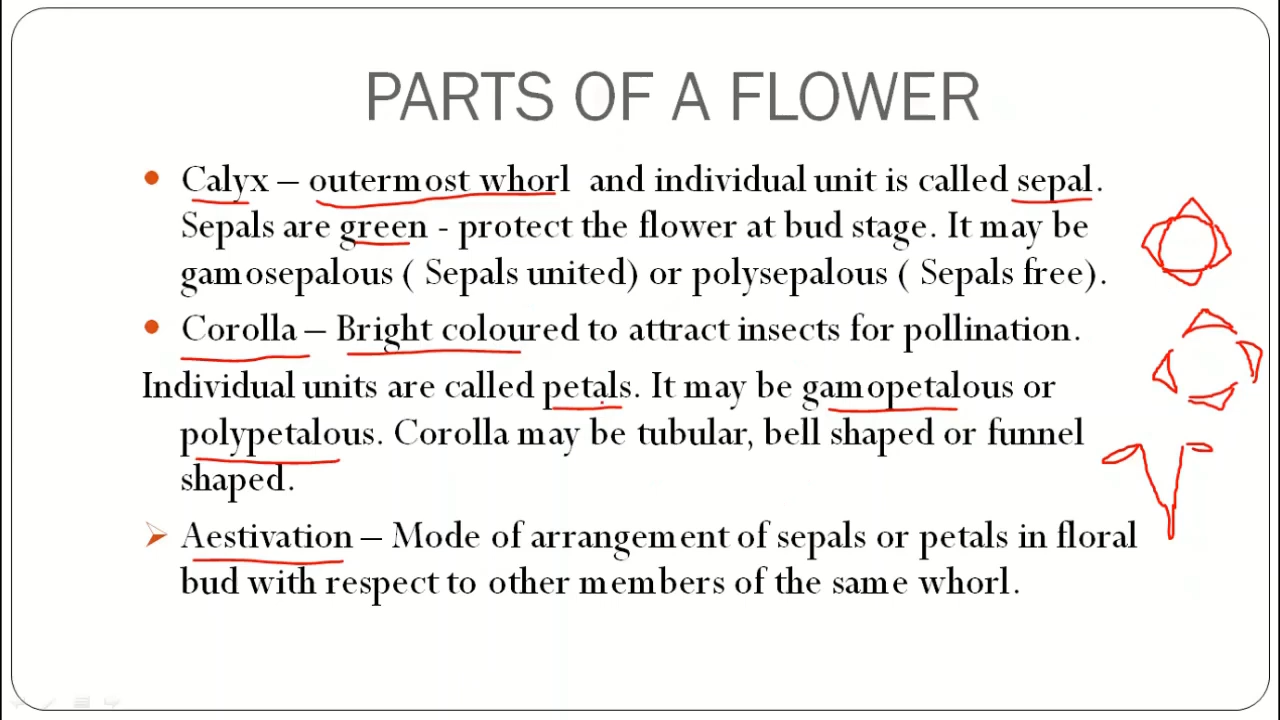 PARTS OF A FLOWER
• Calyx – outermost whorl and individual unit is called sepal.
Sepals are green - protect the flower at bud stage. It may be
gamosepalous ( Sepals united) or polysepalous ( Sepals free).
• Corolla – Bright coloured to attract insects for pollination.
Individual units are called petals. It may be gamopetalous or
polypetalous. Corolla may be tubular, bell shaped or funnel
shaped.
➢ Aestivation – Mode of arrangement of sepals or petals in floral
bud with respect to other members of the same whorl.